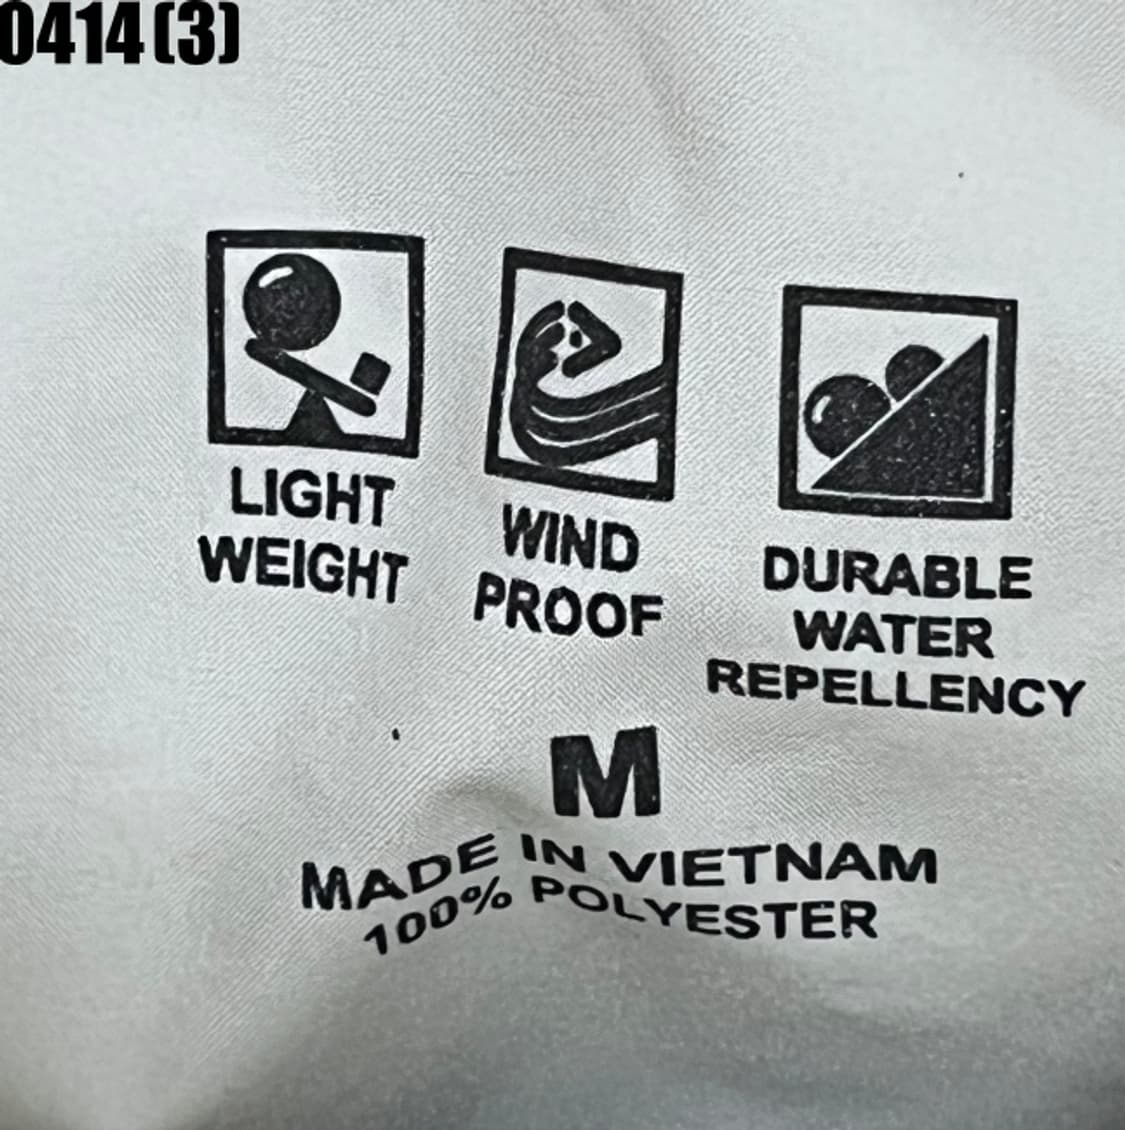 0414(3)
LIGHT
WEIGHT
WIND
PROOF
DURABLE
WATER
REPELLENCY
M
MADE IN VIETNAM
100% POLYESTER